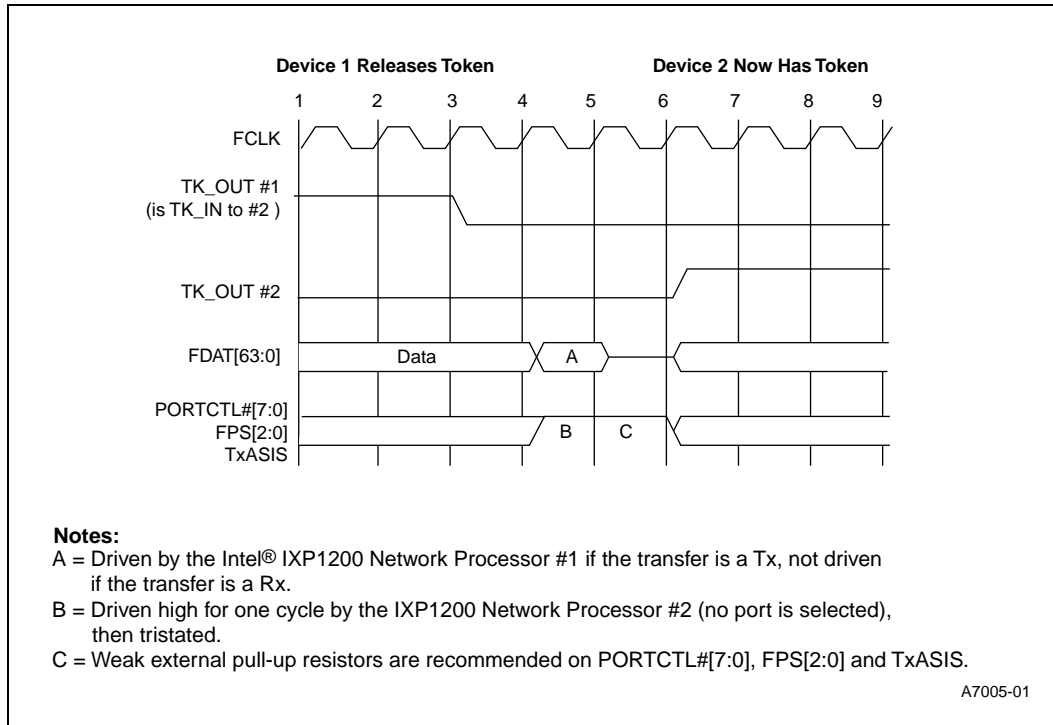 Device 1 Releases Token
Device 2 Now Has Token
1 2 3 4 5 6 7 8 9
FCLK
TK_OUT #1
(is TK_IN to #2 )
TK_OUT #2
FDAT[63:0]
Data
A
PORTCTL#[7:0]
FPS[2:0]
TxASIS
B
C
Notes:
A = Driven by the Intel® IXP1200 Network Processor #1 if the transfer is a Tx, not driven
if the transfer is a Rx.
B = Driven high for one cycle by the IXP1200 Network Processor #2 (no port is selected),
then tristated.
C = Weak external pull-up resistors are recommended on PORTCTL#[7:0], FPS[2:0] and TxASIS.
A7005-01